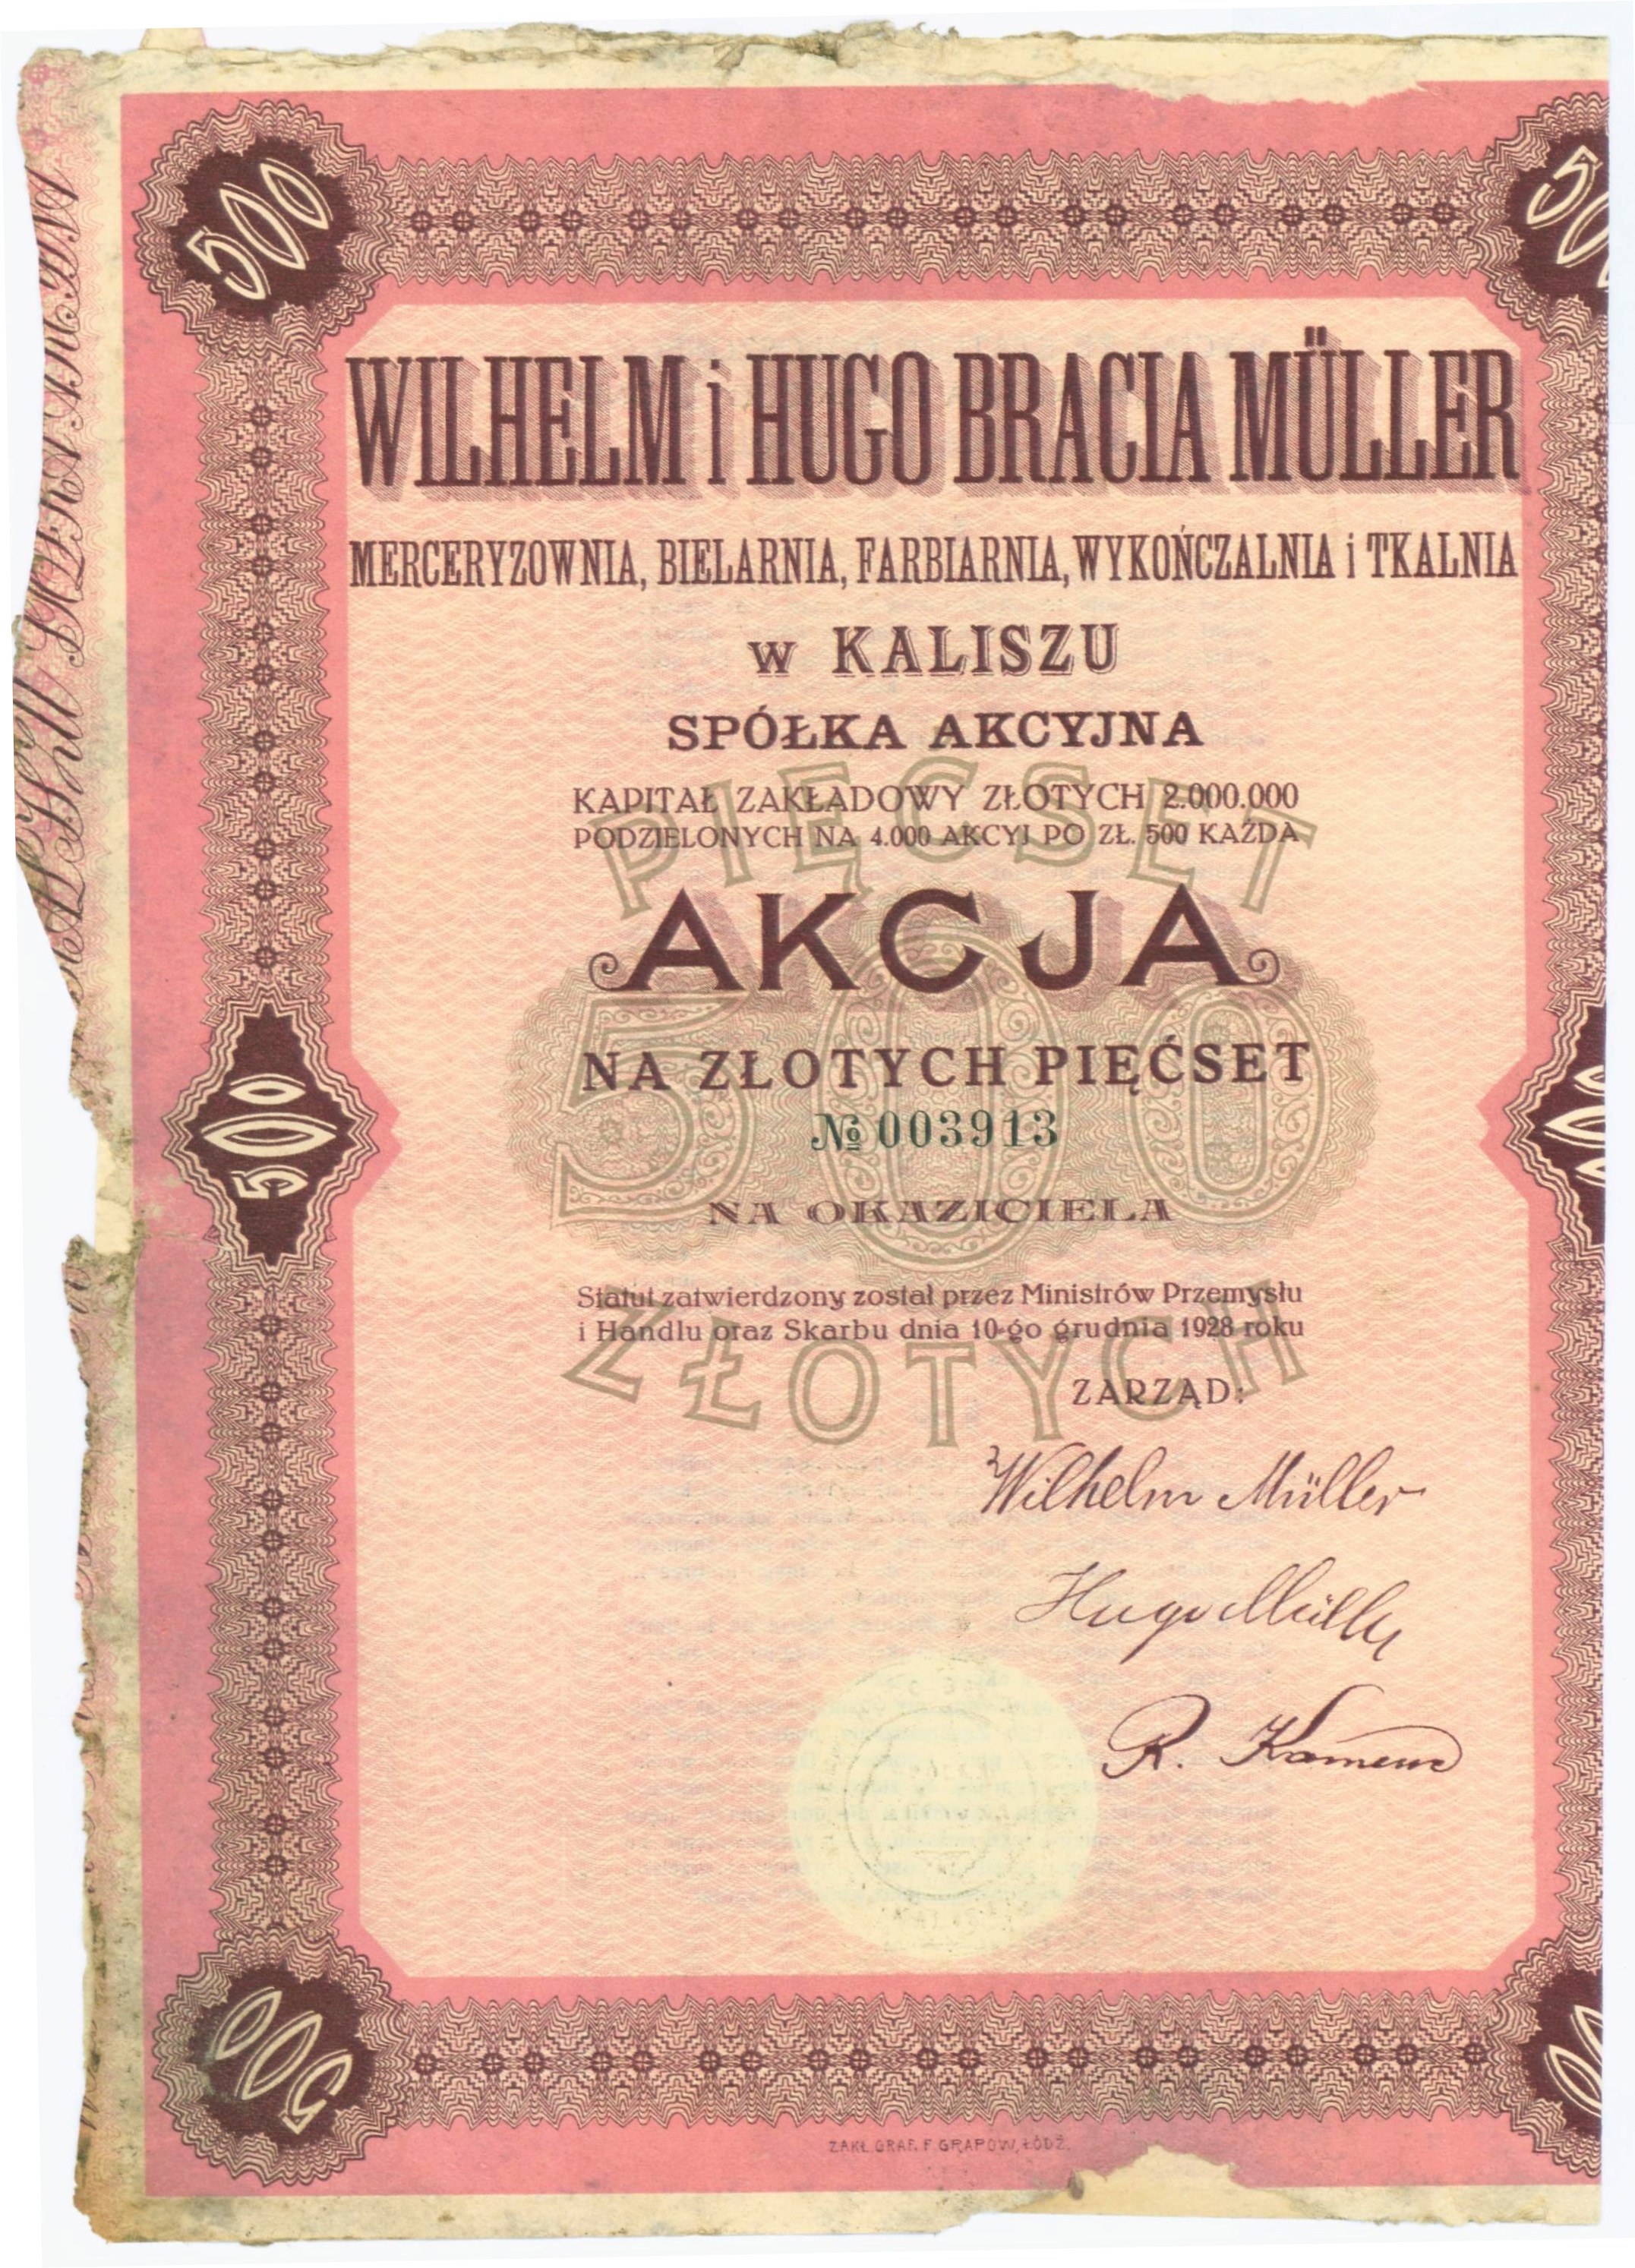 500
500
WILHELM i HUGO BRACIA MÜLLER
MERCERYZOWNIA, BIELARNIA, FARBIARNIA, WYKOŃCZALNIA i TKALNIA
w KALISZU
SPÓŁKA AKCYJNA
KAPITAŁ ZAKŁADOWY ZŁOTYCH 2.000.000
PODZIELONYCH NA 4.000 AKCYJ PO ZŁ. 500 KAŻDA
PIĘĆSET
AKCJA
500
NA ZŁOTYCH PIĘĆSET
№ 003913
500
500
NA OKAZICIELA
Statut zatwierdzony został przez Ministrów Przemysłu
i Handlu oraz Skarbu dnia 10-go grudnia 1928 roku
ZŁOTYCH
ZARZĄD:
Wilhelm Müller
Hugo Müller
R.
500
00
ZAKŁ. GRAF. F. GRAPOW, ŁÓDŹ.